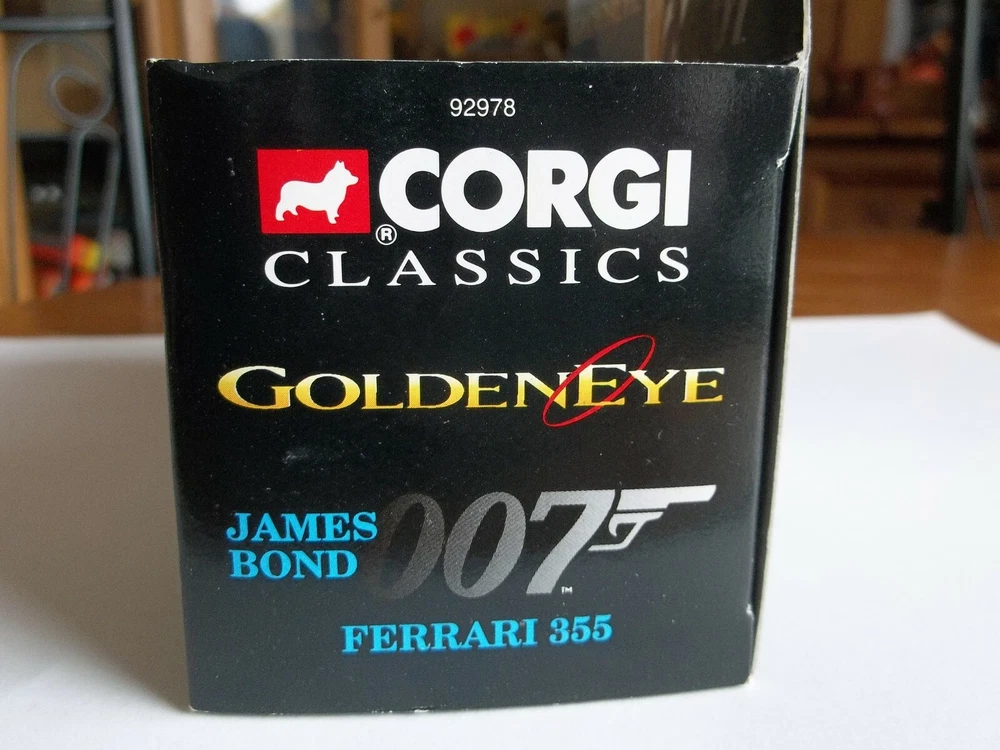 92978
® CORGI
CLASSICS
GOLDENEYE
JAMES
BOND
007
™
FERRARI 355